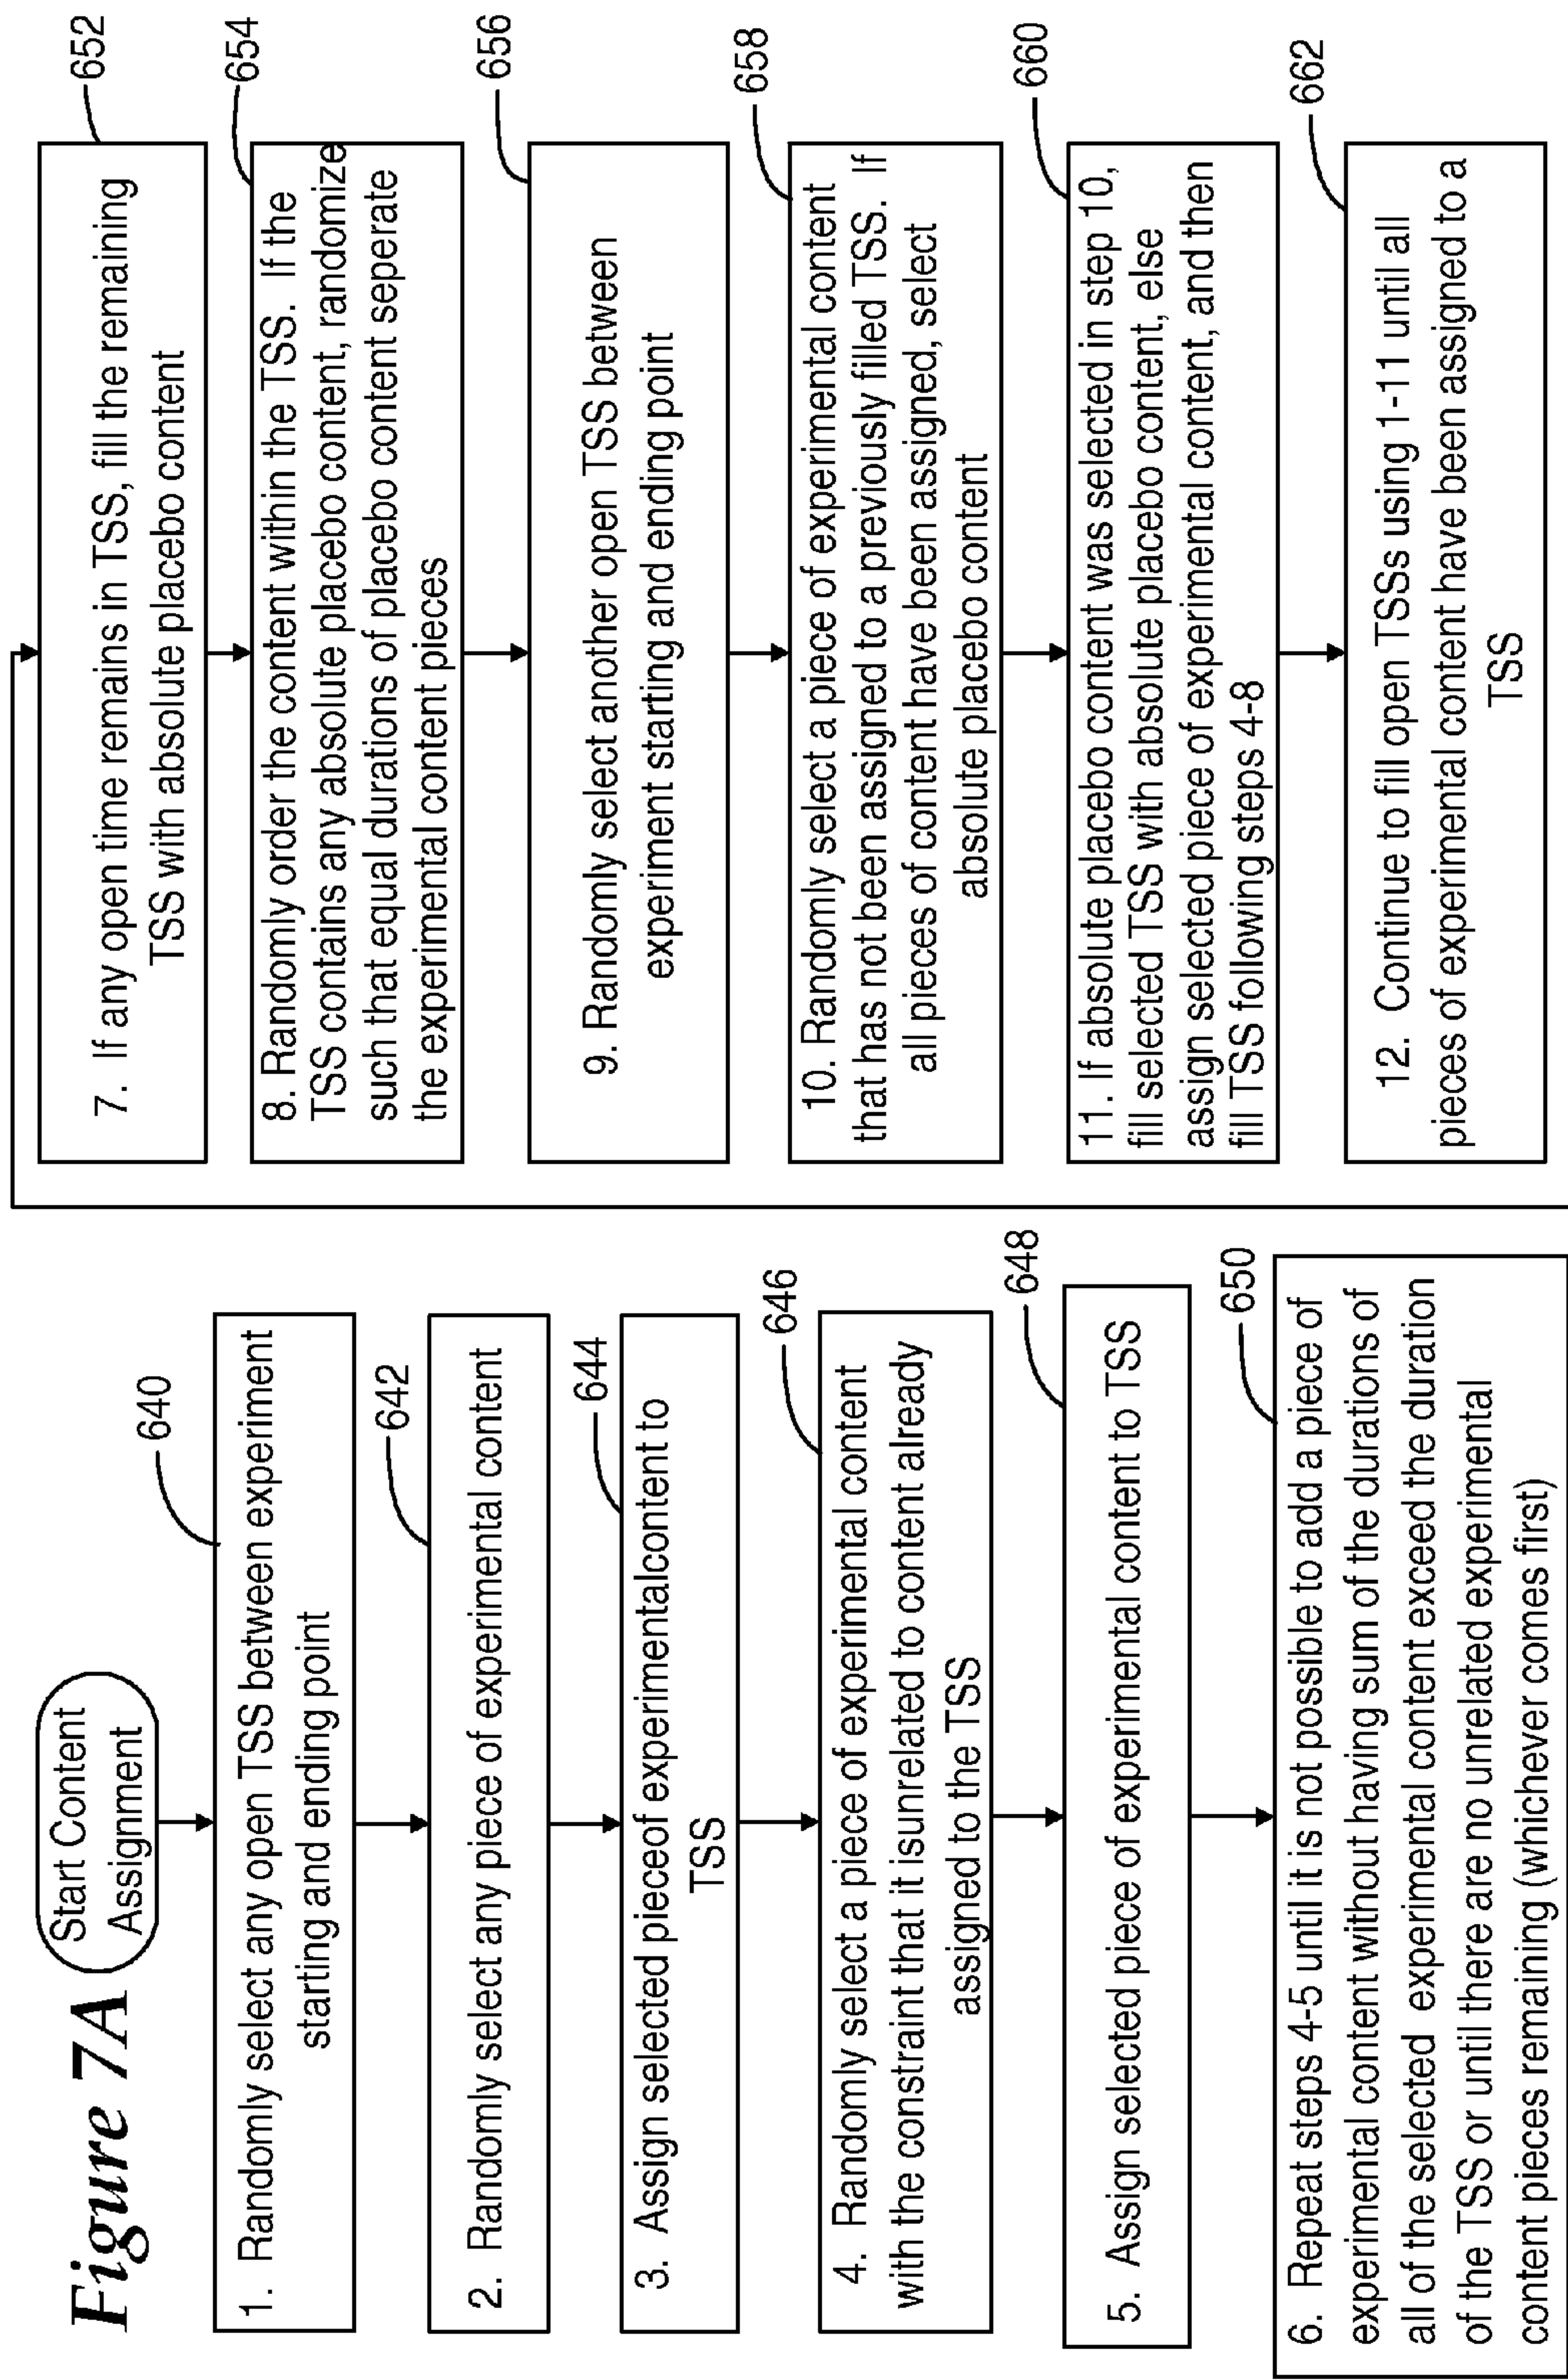 Figure 7A
Start Content
Assignment
640
1. Randomly select any open TSS between experiment
starting and ending point
642
2. Randomly select any piece of experimental content
644
3. Assign selected pieceof experimentalcontent to
TSS
646
4. Randomly select a piece of experimental content
with the constraint that it isunrelated to content already
assigned to the TSS
648
5. Assign selected piece of experimental content to TSS
650
6. Repeat steps 4-5 until it is not possible to add a piece of
experimental content without having sum of the durations of
all of the selected experimental content exceed the duration
of the TSS or until there are no unrelated experimental
content pieces remaining (whichever comes first)
652
7. If any open time remains in TSS, fill the remaining
TSS with absolute placebo content
654
8. Randomly order the content within the TSS. If the
TSS contains any absolute placebo content, randomize
such that equal durations of placebo content seperate
the experimental content pieces
656
9. Randomly select another open TSS between
experiment starting and ending point
658
10. Randomly select a piece of experimental content
that has not been assigned to a previously filled TSS. If
all pieces of content have been assigned, select
absolute placebo content
660
11. If absolute placebo content was selected in step 10,
fill selected TSS with absolute placebo content, else
assign selected piece of experimental content, and then
fill TSS following steps 4-8
662
12. Continue to fill open TSSs using 1-11 until all
pieces of experimental content have been assigned to a
TSS